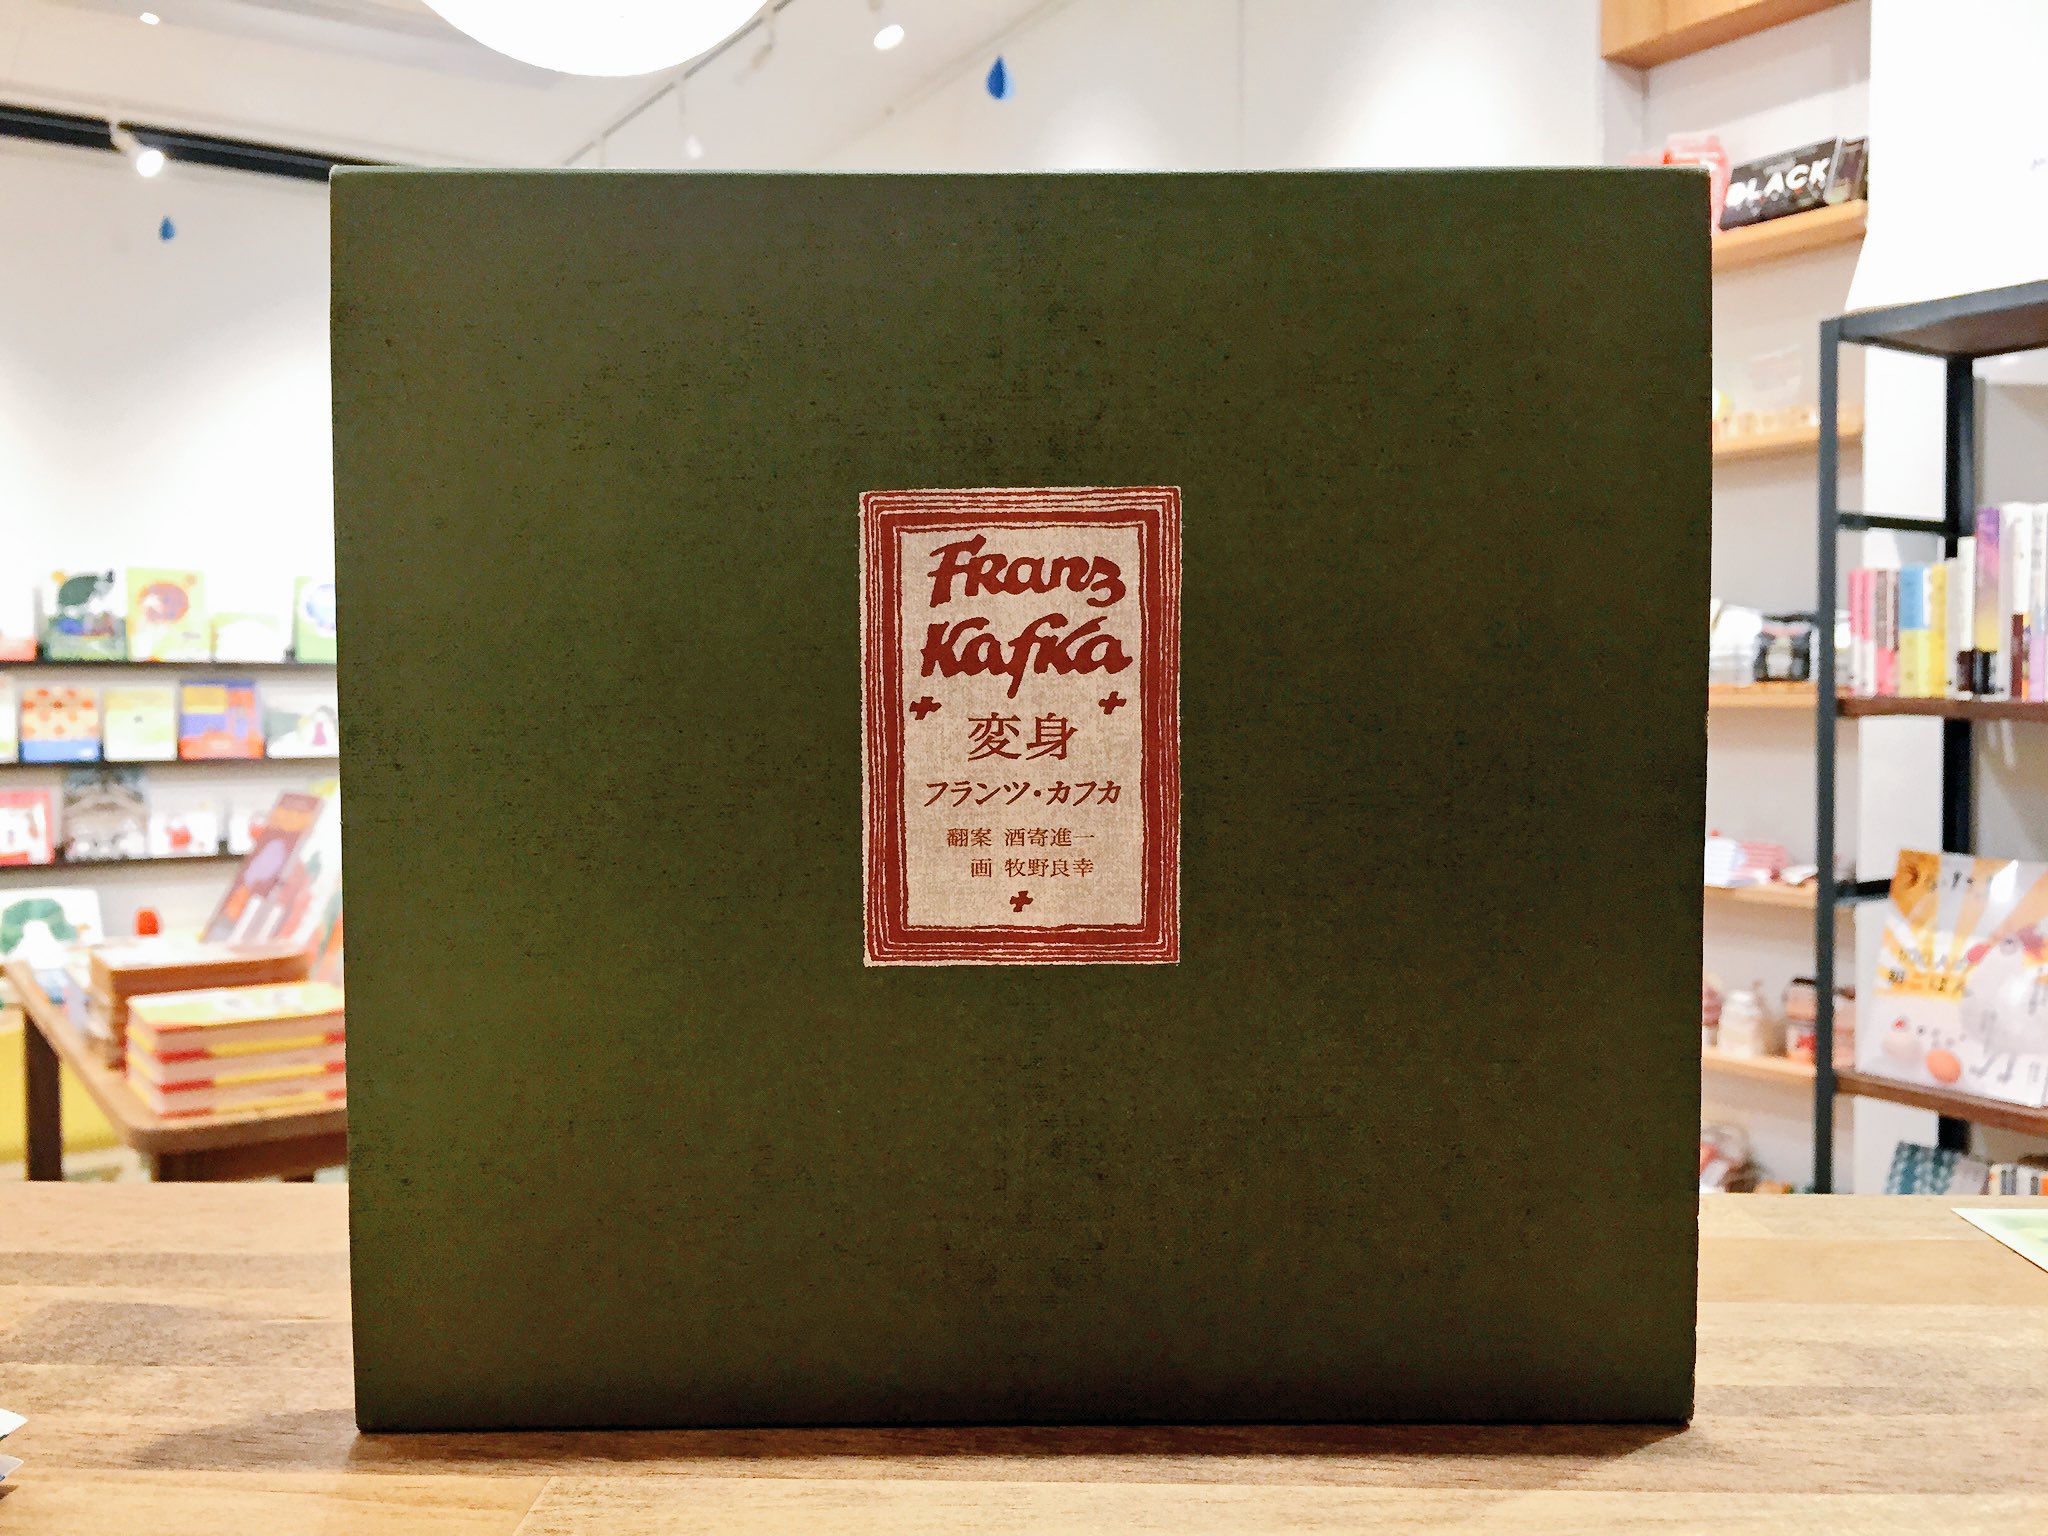 Franz
Kafka
変身
フランツ・カフカ
翻案 酒寄進一
画 牧野良幸
BLACK